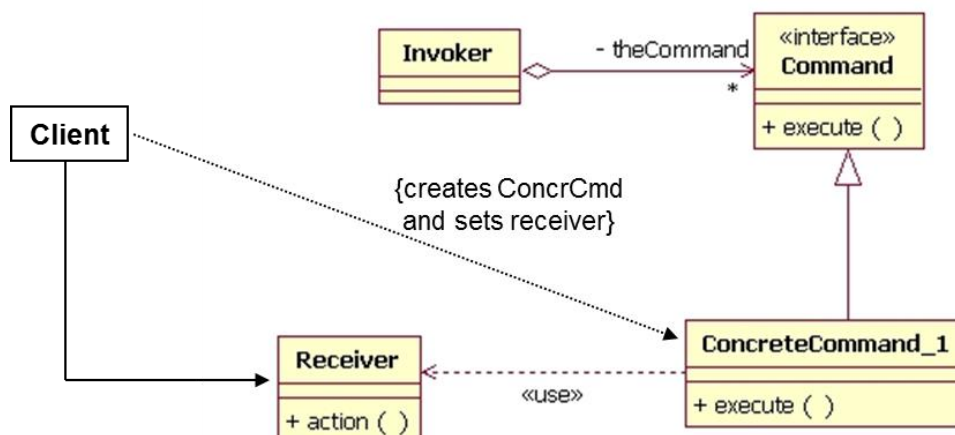 Invoker
- theCommand
*
«interface»
Command
+ execute ( )
Client
{creates ConcrCmd
and sets receiver}
Receiver
+ action ( )
«use»
ConcreteCommand_1
+ execute ( )